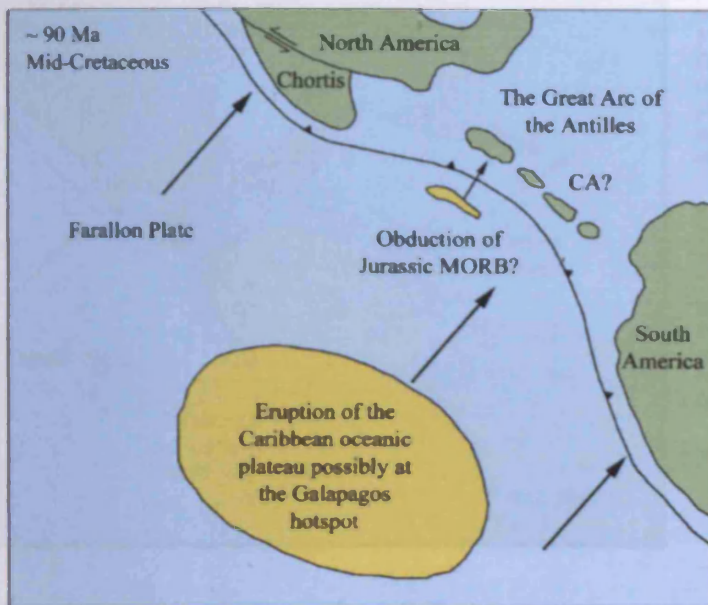 ~ 90 Ma
Mid-Cretaceous
North America
Chortis
The Great Arc of
the Antilles
CA?
Farallon Plate
Obduction of
Jurassic MORB?
South
America
Eruption of the
Caribbean oceanic
plateau possibly at
the Galapagos
hotspot